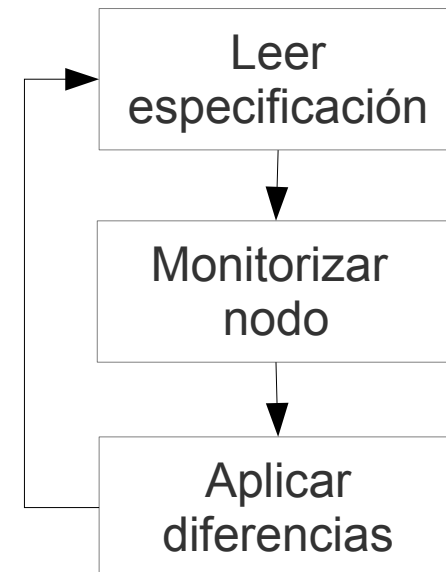 Leer
especificación
Monitorizar
nodo
Aplicar
diferencias